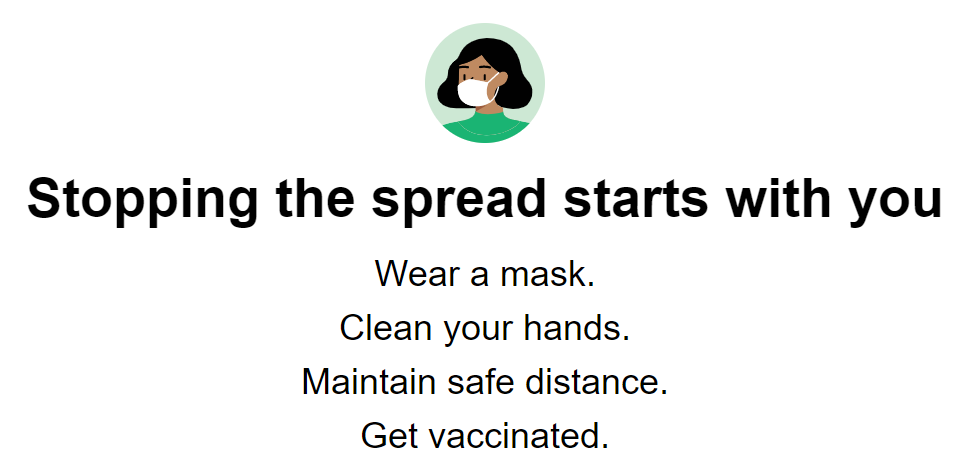 Stopping the spread starts with you
Wear a mask.
Clean your hands.
Maintain safe distance.
Get vaccinated.